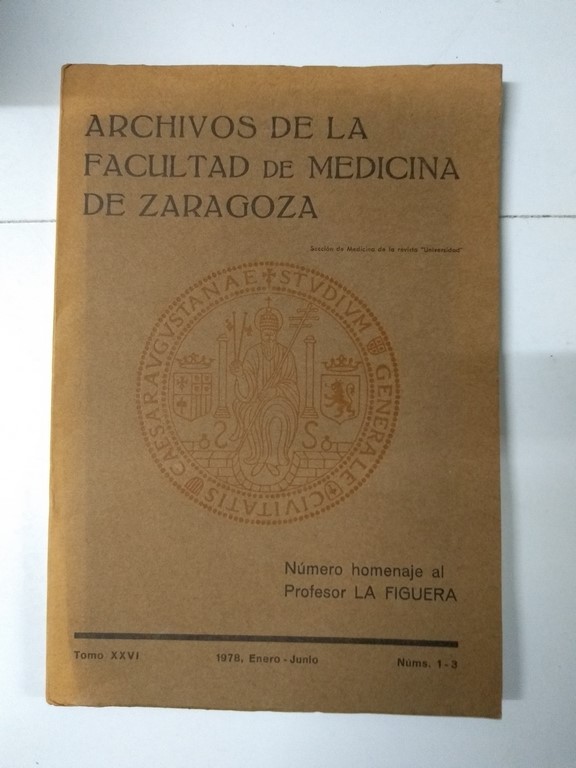 ARCHIVOS DE LA
FACULTAD DE MEDICINA
DE ZARAGOZA
Sección de Medicina de la revista "Universidad"
CAESARAVGVSTANAE STVDIVM GENERALE CIVITATIS
Número homenaje al
Profesor LA FIGUERA
Tomo XXVI 1978, Enero - Junio Núms. 1 - 3